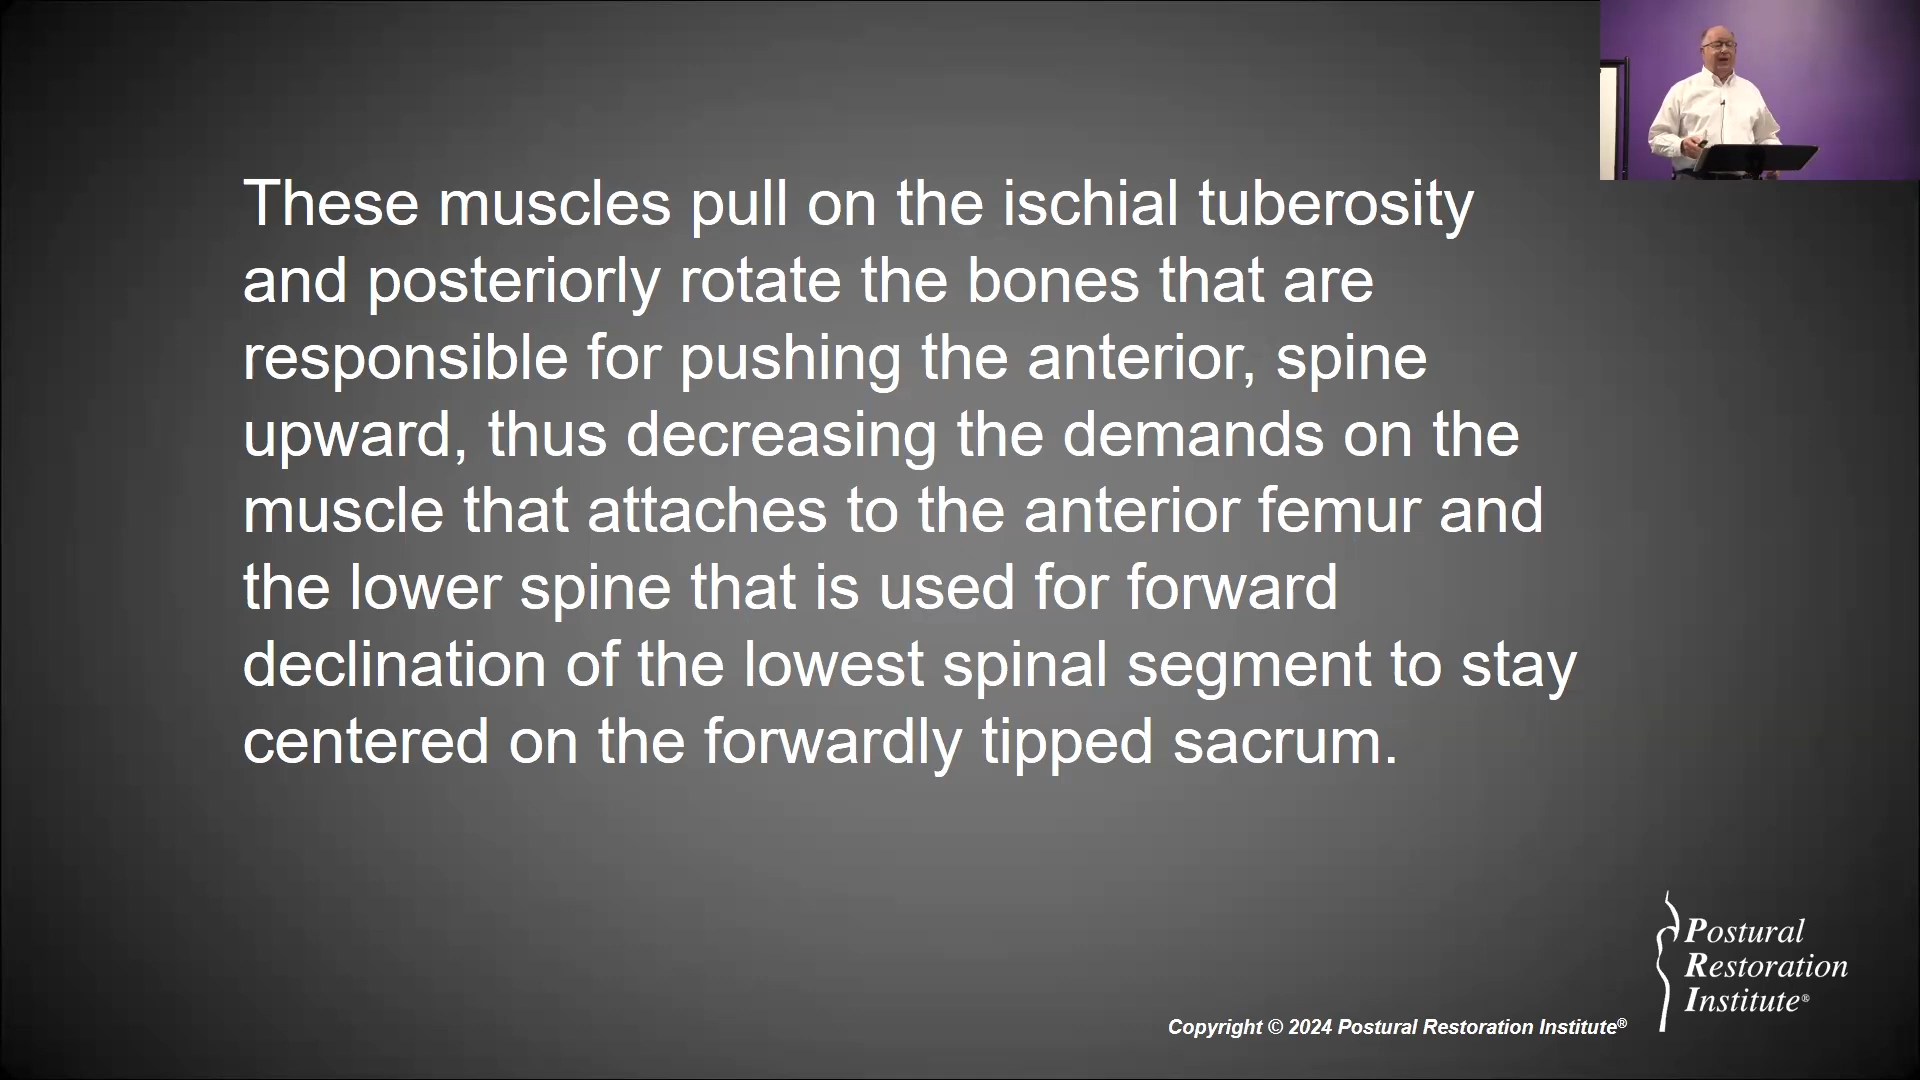 These muscles pull on the ischial tuberosity
and posteriorly rotate the bones that are
responsible for pushing the anterior, spine
upward, thus decreasing the demands on the
muscle that attaches to the anterior femur and
the lower spine that is used for forward
declination of the lowest spinal segment to stay
centered on the forwardly tipped sacrum.
Postural
Restoration
Institute®
Copyright © 2024 Postural Restoration Institute®